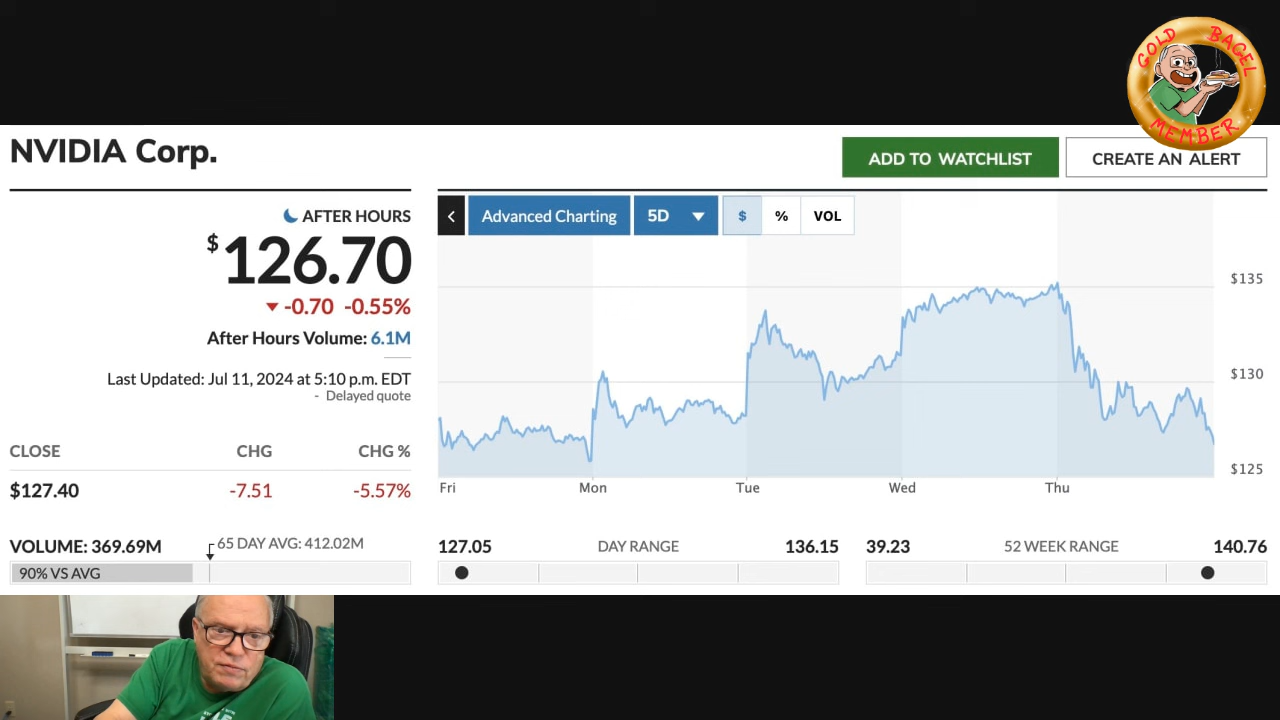 GOLD BAGEL
MEMBER
NVIDIA Corp.
ADD TO WATCHLIST
CREATE AN ALERT
AFTER HOURS
$126.70
-0.70 -0.55%
After Hours Volume: 6.1M
Last Updated: Jul 11, 2024 at 5:10 p.m. EDT
- Delayed quote
CLOSE CHG CHG %
$127.40 -7.51 -5.57%
VOLUME: 369.69M
65 DAY AVG: 412.02M
90% VS AVG
Advanced Charting 5D $ % VOL
$135
$130
$125
Fri Mon Tue Wed Thu
127.05 DAY RANGE 136.15
39.23 52 WEEK RANGE 140.76